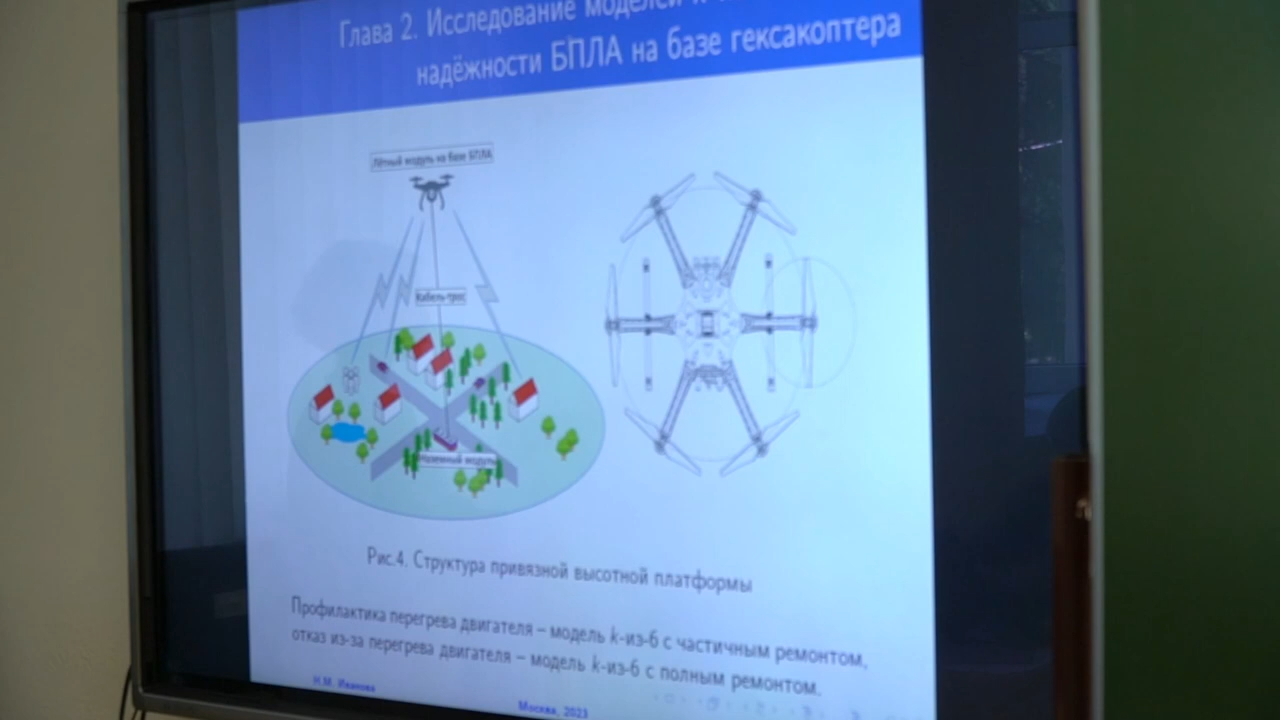 Глава 2. Исследование моделей
надёжности БПЛА на базе гексакоптера
Лётный модуль на базе БПЛА
Кабель-трос
Наземный модуль
Рис.4. Структура привязной высотной платформы
Профилактика перегрева двигателя – модель k-из-6 с частичным ремонтом,
отказ из-за перегрева двигателя – модель k-из-6 с полным ремонтом.
Н.М. Иванова
Москва, 2023